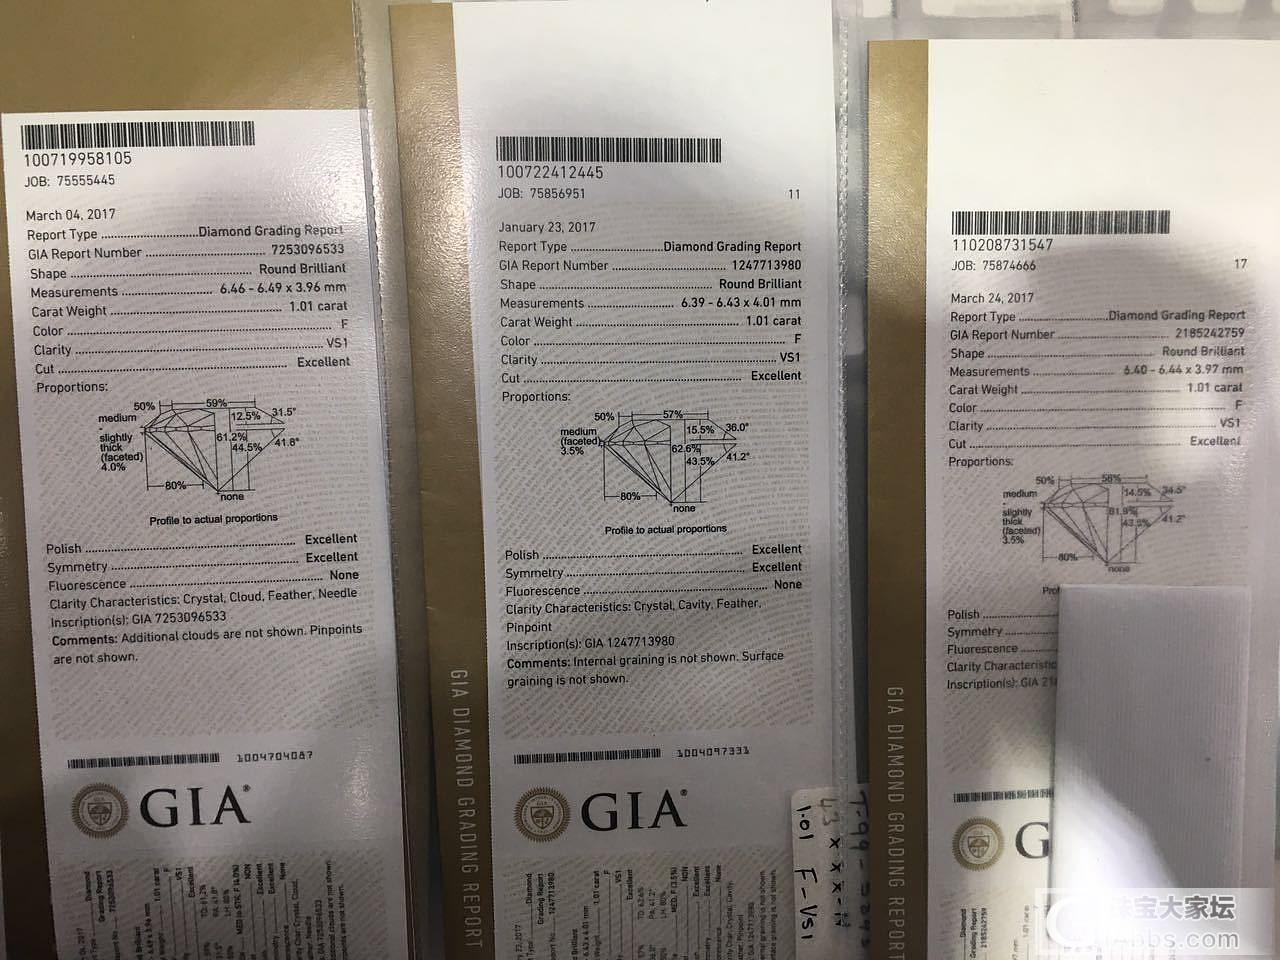 100719958105
JOB: 75555445
March 04, 2017
Report Type Diamond Grading Report
GIA Report Number 7253096533
Shape Round Brilliant
Measurements 6.46 - 6.49 x 3.96 mm
Carat Weight 1.01 carat
Color F
Clarity VS1
Cut Excellent
Proportions:
50% 59%
medium 12.5% 31.5°
slightly thick (faceted) 4.0%
61.2% 44.5% 41.8°
80%
none
Profile to actual proportions
Polish Excellent
Symmetry Excellent
Fluorescence None
Clarity Characteristics: Crystal, Cloud, Feather, Needle
Inscription(s): GIA 7253096533
Comments: Additional clouds are not shown. Pinpoints
are not shown.
1004704087
GIA®
100722412445
JOB: 75856951 11
January 23, 2017
Report Type Diamond Grading Report
GIA Report Number 1247713980
Shape Round Brilliant
Measurements 6.39 - 6.43 x 4.01 mm
Carat Weight 1.01 carat
Color F
Clarity VS1
Cut Excellent
Proportions:
50% 57%
medium (faceted) 3.5%
15.5% 36.0°
62.6% 43.5% 41.2°
80%
none
Profile to actual proportions
Polish Excellent
Symmetry Excellent
Fluorescence None
Clarity Characteristics: Crystal, Cavity, Feather,
Pinpoint
Inscription(s): GIA 1247713980
Comments: Internal graining is not shown. Surface
graining is not shown.
1004097331
GIA®
GIA DIAMOND GRADING REPORT
1.01 F-VS1
110208731547
JOB: 75874666 17
March 24, 2017
Report Type Diamond Grading Report
GIA Report Number 2185242759
Shape Round Brilliant
Measurements 6.40 - 6.44 x 3.97 mm
Carat Weight 1.01 carat
Color F
Clarity VS1
Cut Excellent
Proportions:
50% 58%
medium 14.5% 34.5°
slightly thick (faceted) 3.5%
61.9% 43.5% 41.2°
80%
none
Polish
Symmetry
Fluorescence
Clarity Characteristic
Inscription(s): GIA 21
GIA DIAMOND GRADING REPORT
珠宝大家坛
bbs.com